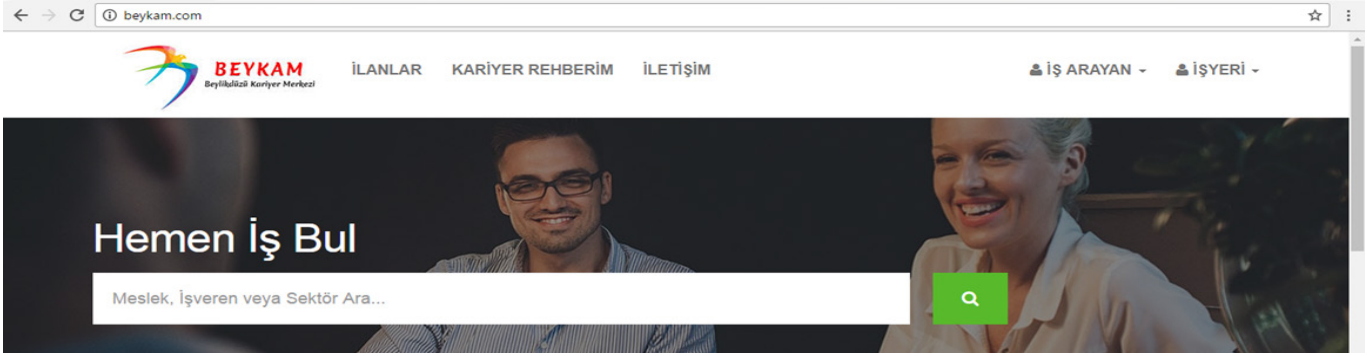 beykam.com
BEYKAM
Beylikdüzü Kariyer Merkezi
İLANLAR KARİYER REHBERİM İLETİŞİM İŞ ARAYAN İŞYERİ
Hemen İş Bul
Meslek, İşveren veya Sektör Ara...